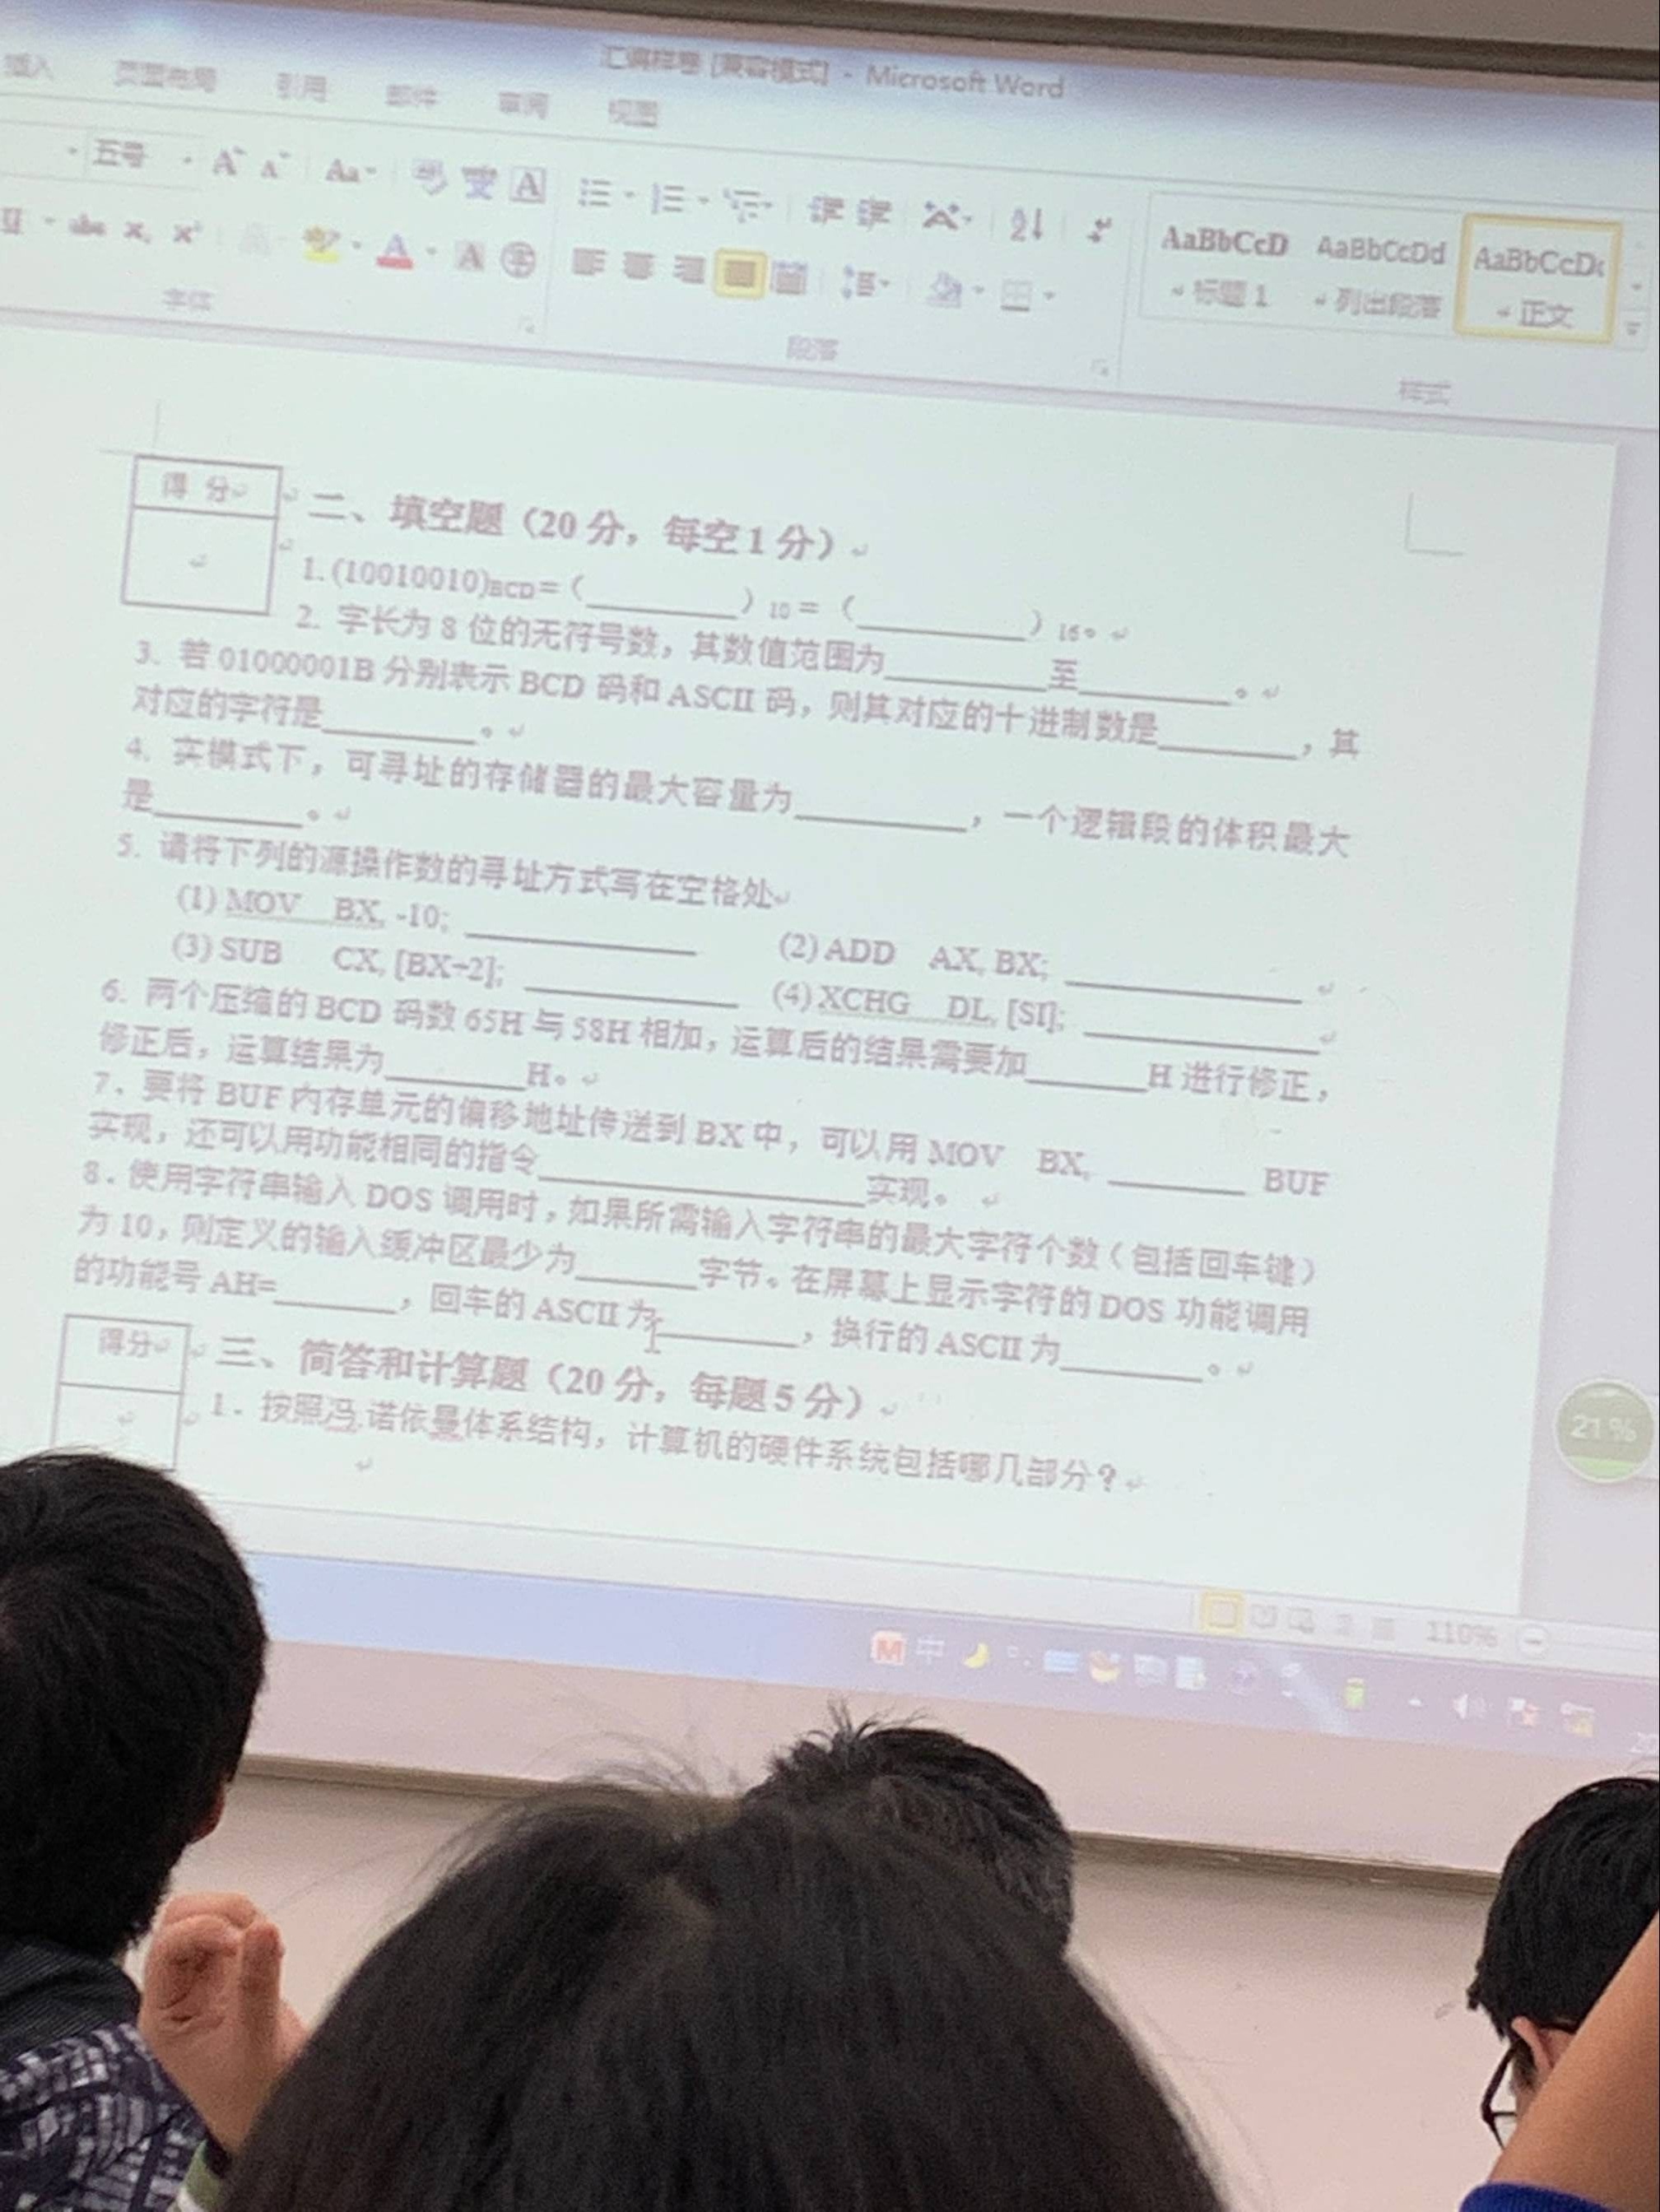 汇编样卷 [兼容模式] - Microsoft Word
插入 页面布局 引用 邮件 审阅 视图
五号 Aa
AaBbCcD AaBbCcDd AaBbCcDd
标题 1 列出段落 正文
字体 段落 样式
得 分
二、填空题（20 分，每空 1 分）
1. (10010010)BCD=（________）10 =（________）16。
2. 字长为 8 位的无符号数，其数值范围为________至________。
3. 若 01000001B 分别表示 BCD 码和 ASCII 码，则其对应的十进制数是________，其
对应的字符是________。
4. 实模式下，可寻址的存储器的最大容量为________，一个逻辑段的体积最大
是________。
5. 请将下列的源操作数的寻址方式写在空格处
(1) MOV BX, -10; ________ (2) ADD AX, BX; ________
(3) SUB CX, [BX+2]; ________ (4) XCHG DL, [SI]; ________
6. 两个压缩的 BCD 码数 65H 与 58H 相加，运算后的结果需要加________H 进行修正，
修正后，运算结果为________H。
7、要将 BUF 内存单元的偏移地址传送到 BX 中，可以用 MOV BX, ________ BUF
实现，还可以用功能相同的指令________实现。
8．使用字符串输入 DOS 调用时，如果所需输入字符串的最大字符个数（包括回车键）
为 10，则定义的输入缓冲区最少为________字节。在屏幕上显示字符的 DOS 功能调用
的功能号 AH=________，回车的 ASCII 为________，换行的 ASCII 为________。
得分
三、简答和计算题（20 分，每题 5 分）
1．按照冯.诺依曼体系结构，计算机的硬件系统包括哪几部分？
21%
110%
中